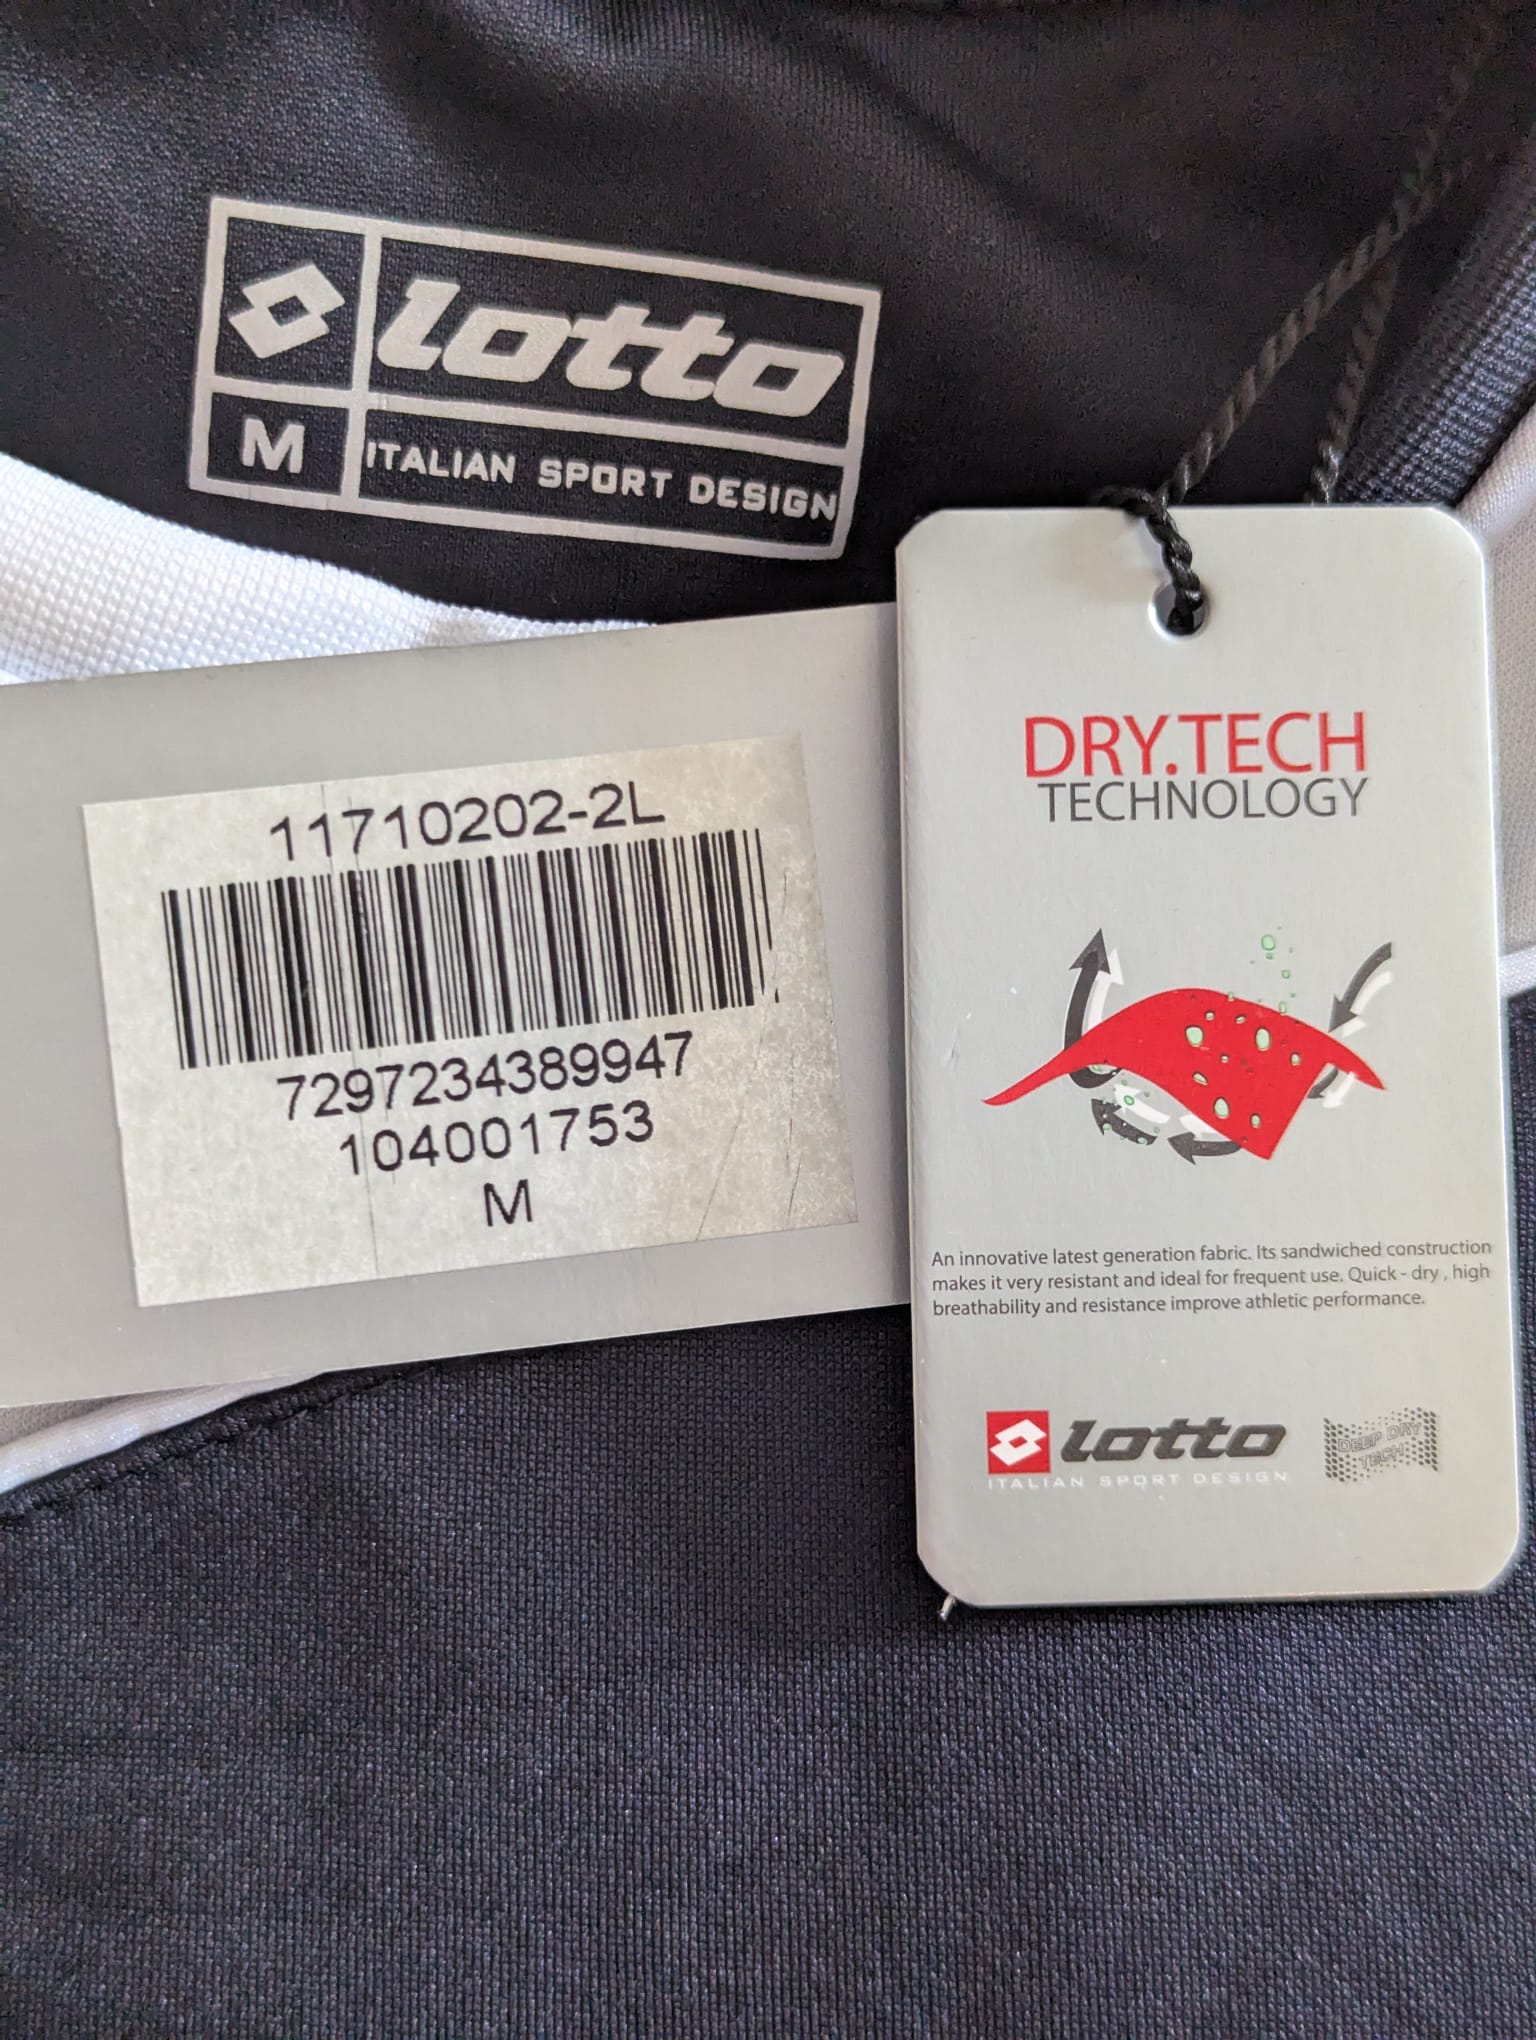 lotto
M
ITALIAN SPORT DESIGN
11710202-2L
7297234389947
104001753
M
DRY.TECH
TECHNOLOGY
An innovative latest generation fabric. Its sandwiched construction
makes it very resistant and ideal for frequent use. Quick - dry , high
breathability and resistance improve athletic performance.
lotto
ITALIAN SPORT DESIGN
DEEP DRY
TECH